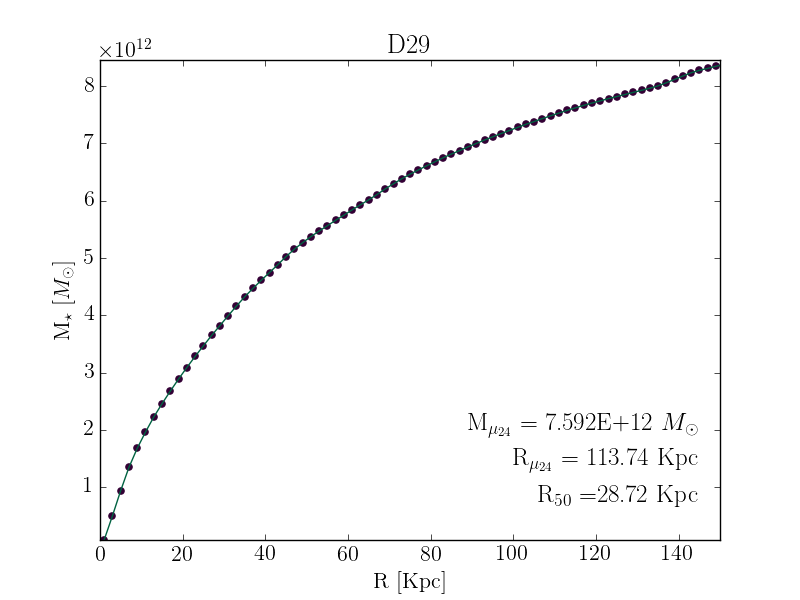 ×10¹² D29
8
7
6
5
4
3
2
1
M⋆ [M⊙]
M_μ₂₄ = 7.592E+12 M⊙
R_μ₂₄ = 113.74 Kpc
R₅₀ =28.72 Kpc
0 20 40 60 80 100 120 140
R [Kpc]